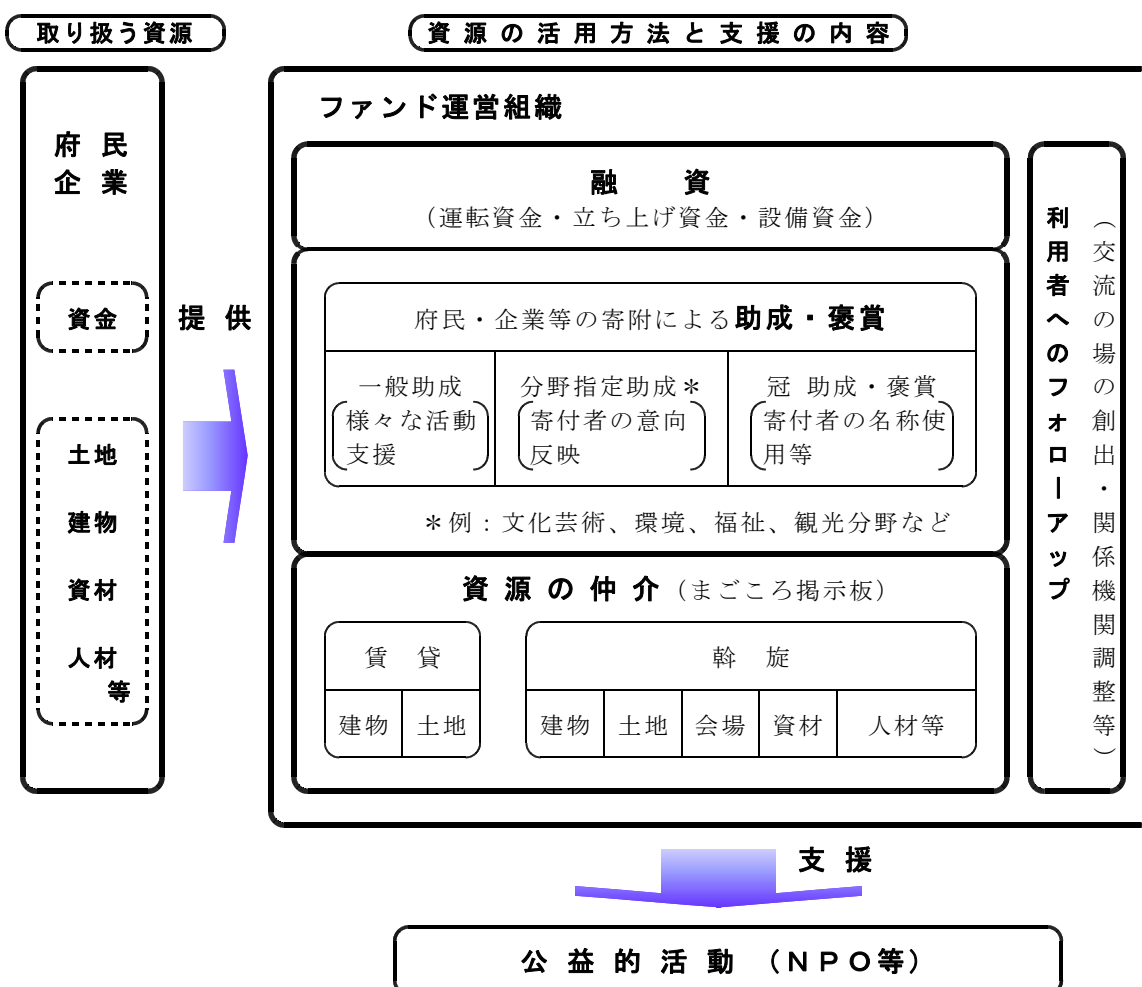 取り扱う資源
資源の活用方法と支援の内容
府民
企業
資金
土地
建物
資材
人材
等
提供
ファンド運営組織
融資
（運転資金・立ち上げ資金・設備資金）
府民・企業等の寄附による助成・褒賞
一般助成
様々な活動
支援
分野指定助成＊
寄付者の意向
反映
冠 助成・褒賞
寄付者の名称使
用等
＊例：文化芸術、環境、福祉、観光分野など
資源の仲介（まごころ掲示板）
賃貸
建物 土地
斡旋
建物 土地 会場 資材 人材等
利用者へのフォローアップ
（交流の場の創出・関係機関調整等）
支援
公益的活動（ＮＰＯ等）